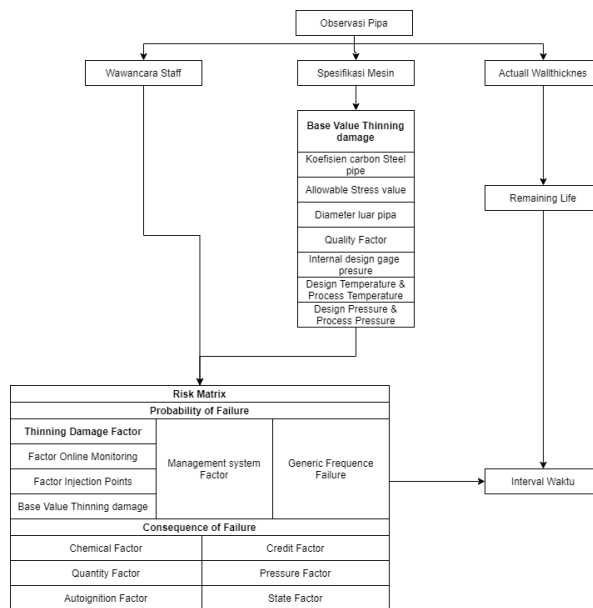 Observasi Pipa
Wawancara Staff
Spesifikasi Mesin
Actuall Wallthicknes
Base Value Thinning
damage
Koefisien carbon Steel
pipe
Allowable Stress value
Diameter luar pipa
Quality Factor
Internal design gage
presure
Design Temperature &
Process Temperature
Design Pressure &
Process Pressure
Remaining Life
Risk Matrix
Probability of Failure
Thinning Damage Factor
Factor Online Monitoring
Factor Injection Points
Base Value Thinning damage
Management system
Factor
Generic Frequence
Failure
Interval Waktu
Consequence of Failure
Chemical Factor
Credit Factor
Quantity Factor
Pressure Factor
Autoignition Factor
State Factor